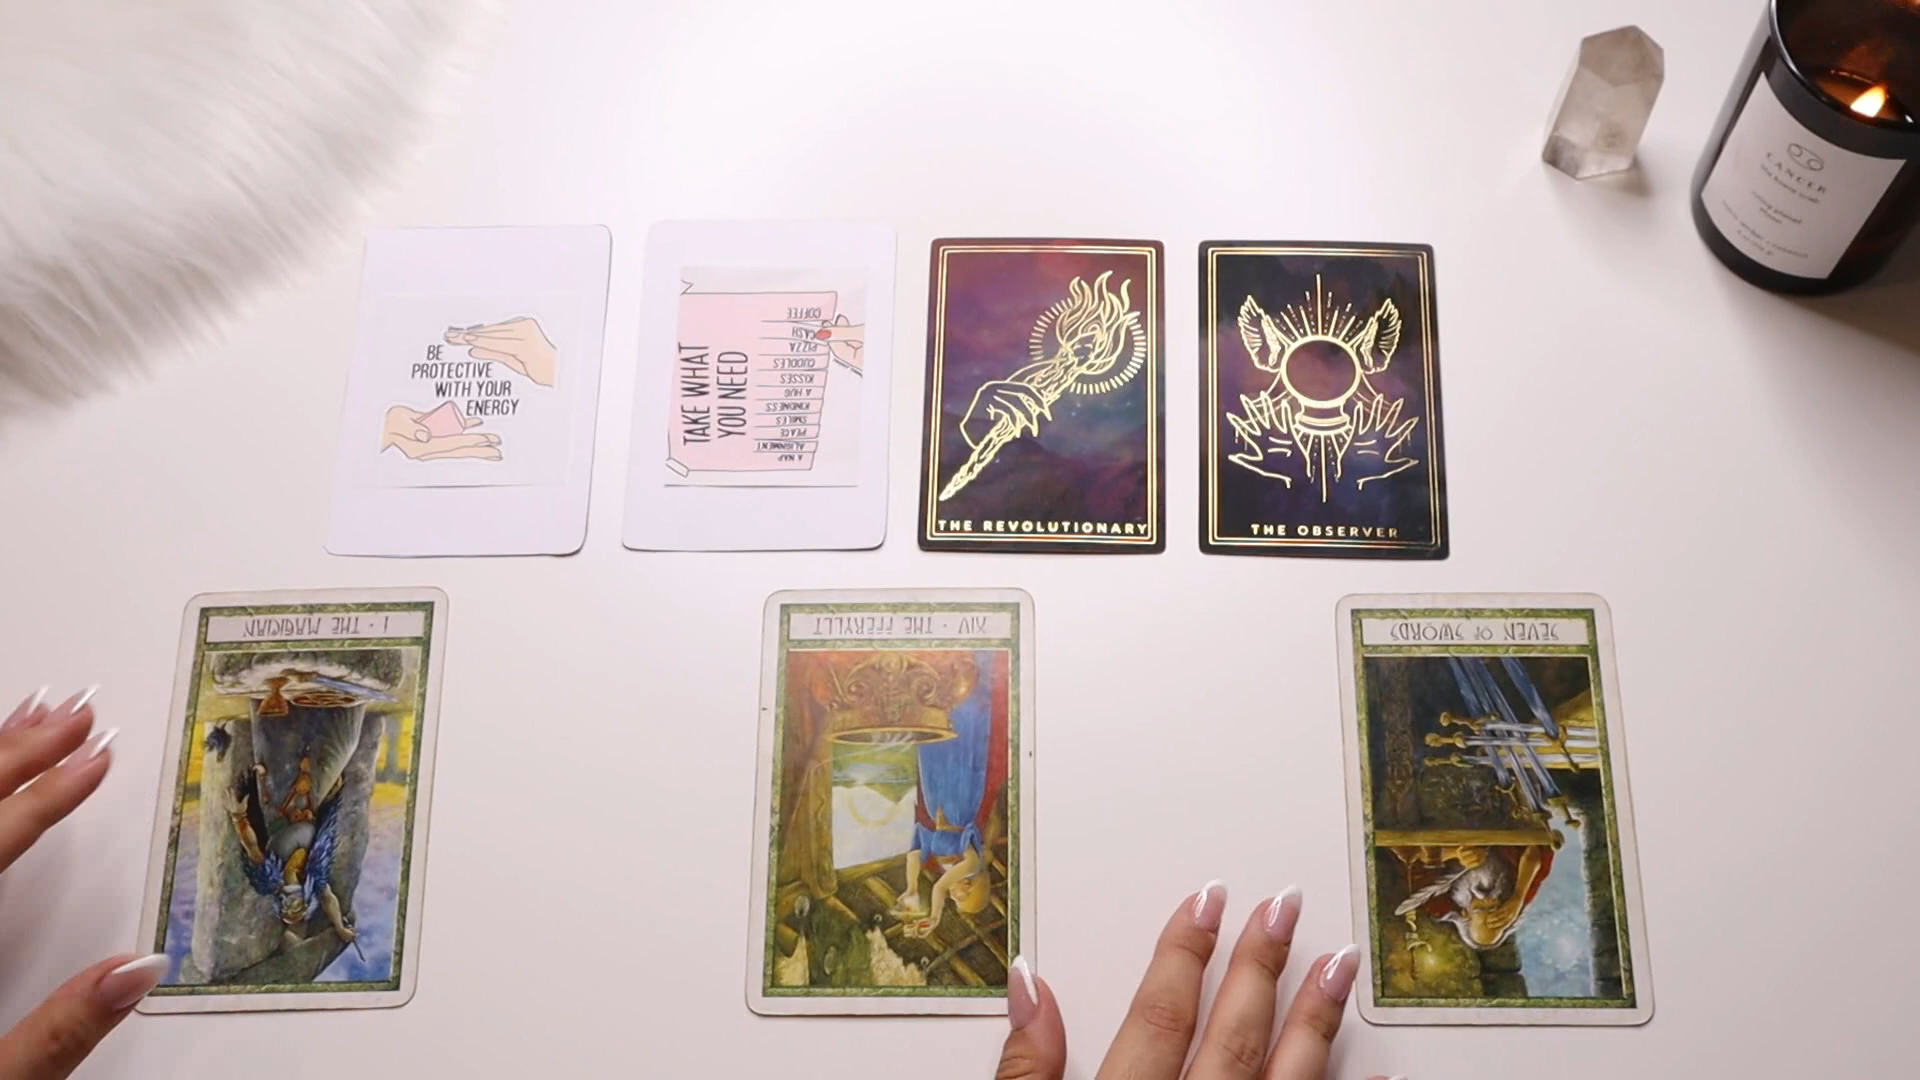 CANCER
BE
PROTECTIVE
WITH YOUR
ENERGY
TAKE WHAT
YOU NEED
COFFEE
CASH
PIZZA
CUDDLES
KISSES
A HUG
KINDNESS
SMILES
PEACE
ALIGNMENT
A NAP
THE REVOLUTIONARY
THE OBSERVER
I · THE MAGICIAN
XIV · THE FFERYLLT
SEVEN OF SWORDS